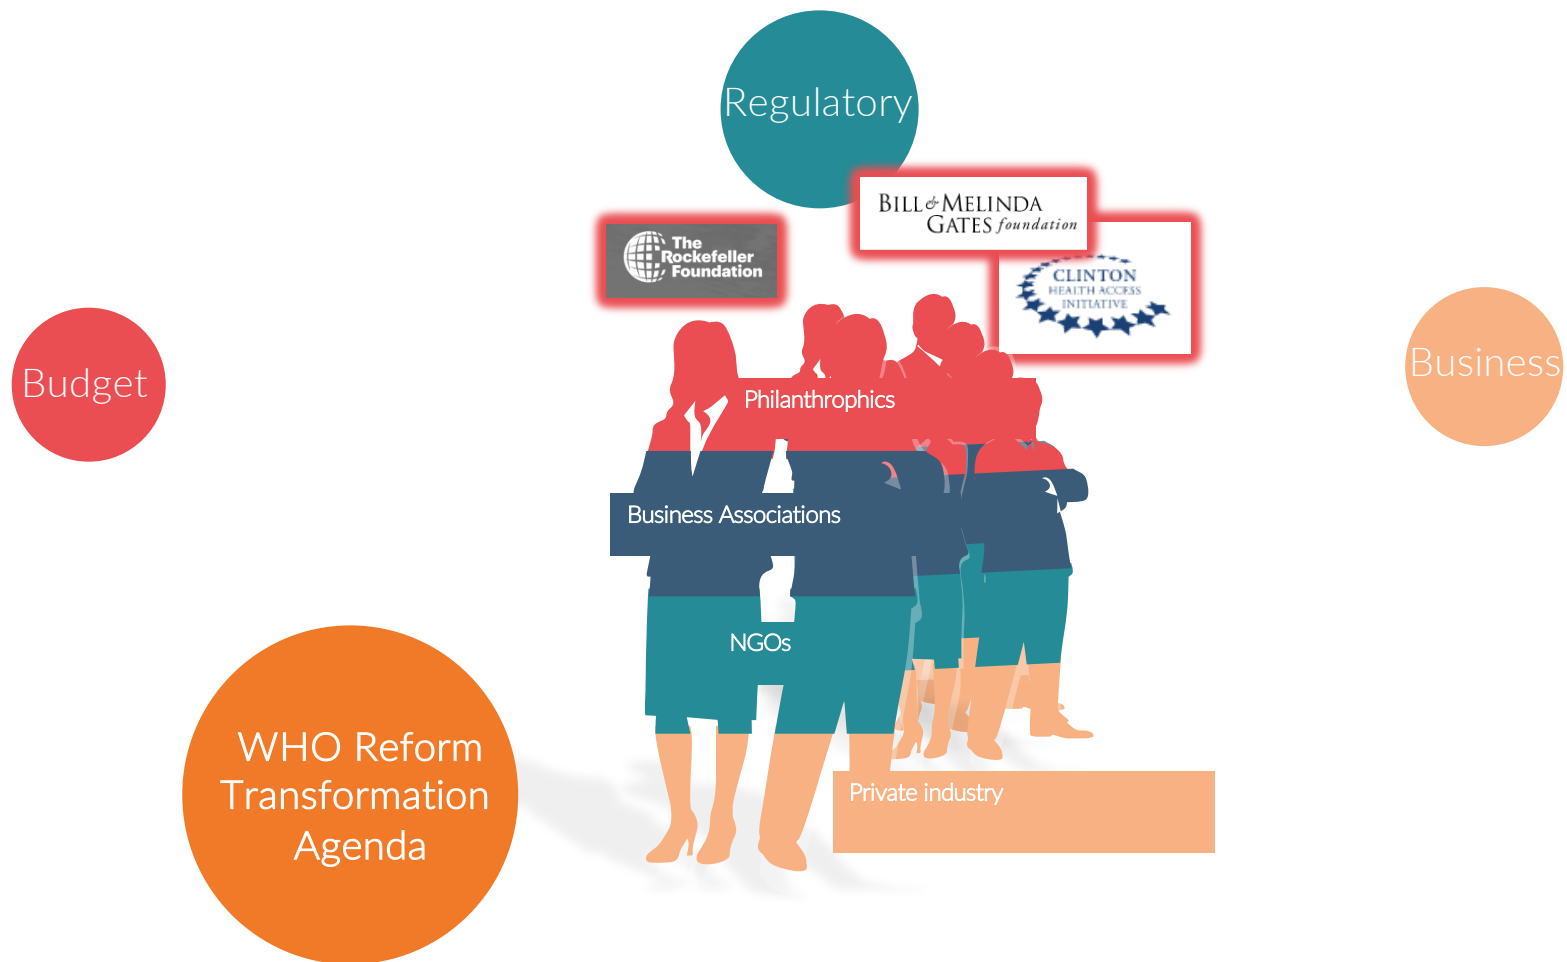 Regulatory
BILL & MELINDA
GATES foundation
The
Rockefeller
Foundation
CLINTON
HEALTH ACCESS
INITIATIVE
Budget
Business
Philanthrophics
Business Associations
NGOs
WHO Reform
Transformation
Agenda
Private industry